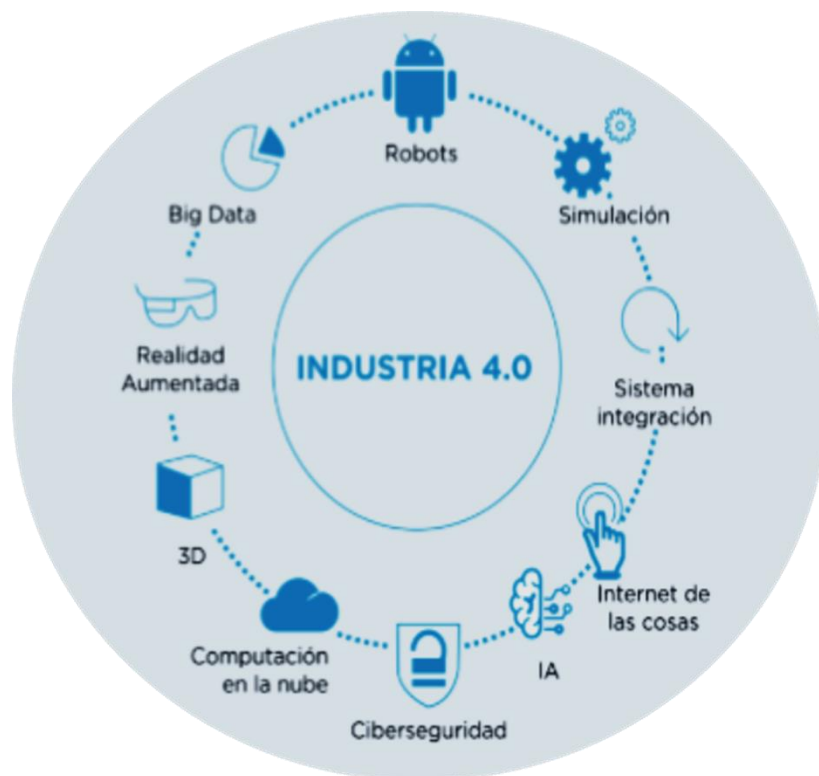 Robots
Simulación
Sistema
integración
Internet de
las cosas
IA
Ciberseguridad
Computación
en la nube
3D
Realidad
Aumentada
Big Data
INDUSTRIA 4.0